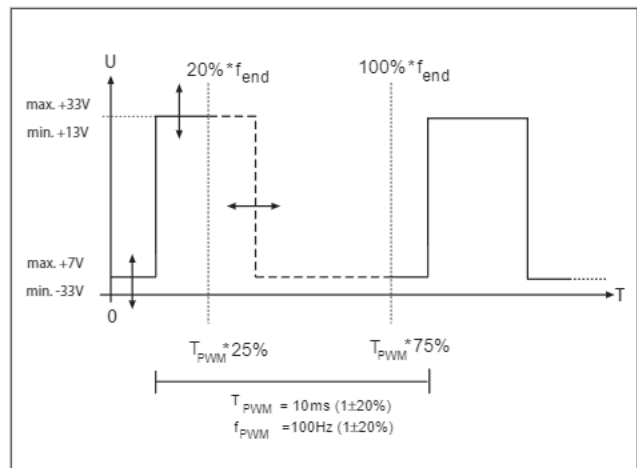 U
20%*fend
100%*fend
max. +33V
min. +13V
max. +7V
min. -33V
0
T
TPWM*25%
TPWM*75%
TPWM = 10ms (1±20%)
fPWM =100Hz (1±20%)